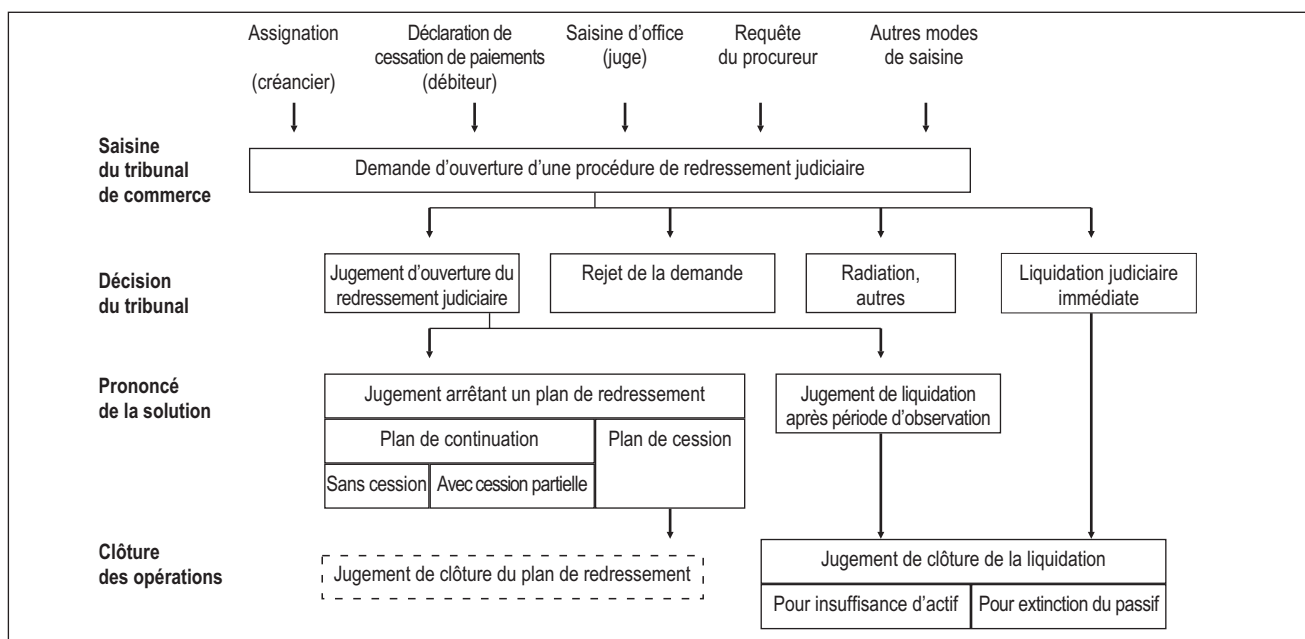 Assignation
(créancier)
Déclaration de
cessation de paiements
(débiteur)
Saisine d'office
(juge)
Requête
du procureur
Autres modes
de saisine
Saisine
du tribunal
de commerce
Demande d'ouverture d'une procédure de redressement judiciaire
Décision
du tribunal
Jugement d'ouverture du
redressement judiciaire
Rejet de la demande
Radiation,
autres
Liquidation judiciaire
immédiate
Prononcé
de la solution
Jugement arrêtant un plan de redressement
Plan de continuation
Plan de cession
Sans cession
Avec cession partielle
Jugement de liquidation
après période d'observation
Clôture
des opérations
Jugement de clôture du plan de redressement
Jugement de clôture de la liquidation
Pour insuffisance d'actif
Pour extinction du passif